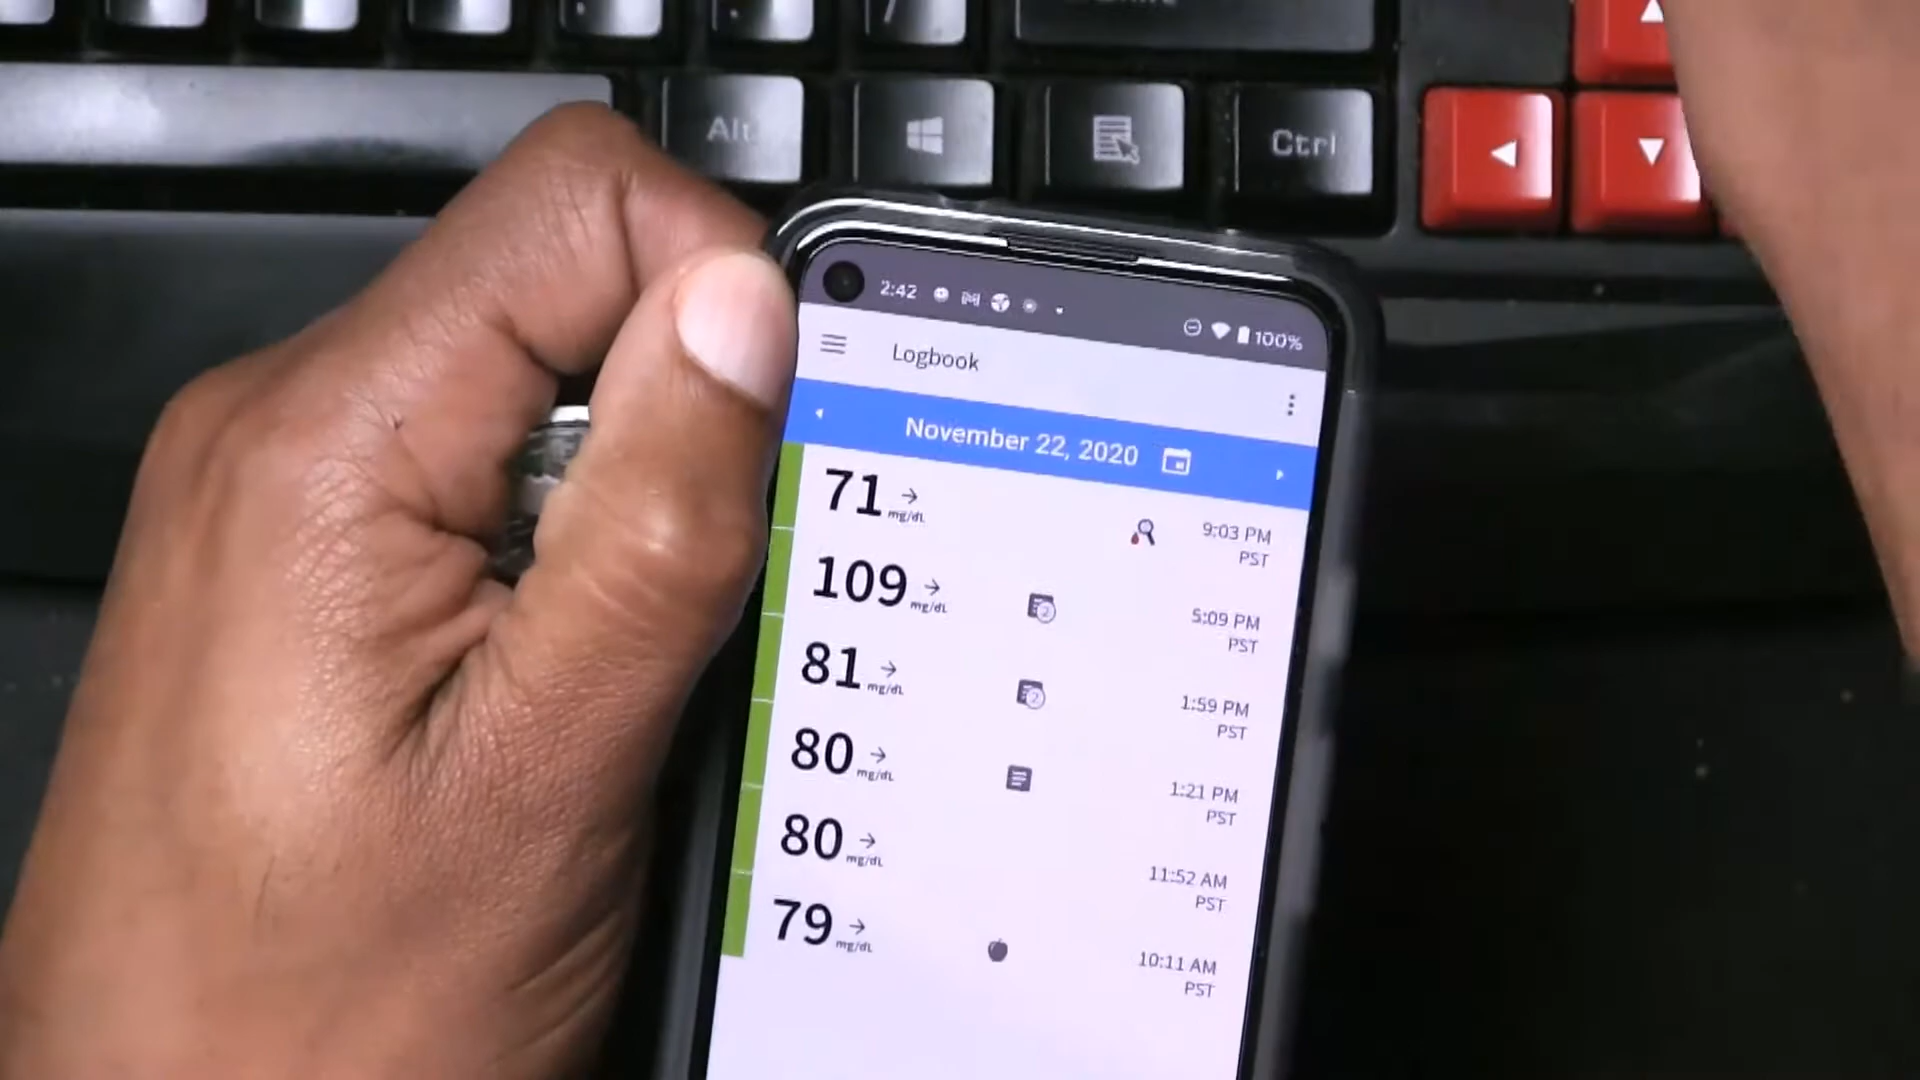 Alt
Ctrl
2:42
100%
Logbook
November 22, 2020
71 mg/dL 9:03 PM
PST
109 mg/dL 2 5:09 PM
PST
81 mg/dL 2 1:59 PM
PST
80 mg/dL 1:21 PM
PST
80 mg/dL 11:52 AM
PST
79 mg/dL 10:11 AM
PST